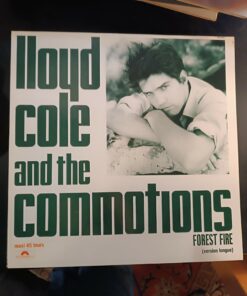 lloyd
cole
and the
commotions
FOREST FIRE
(version longue)
maxi 45 tours